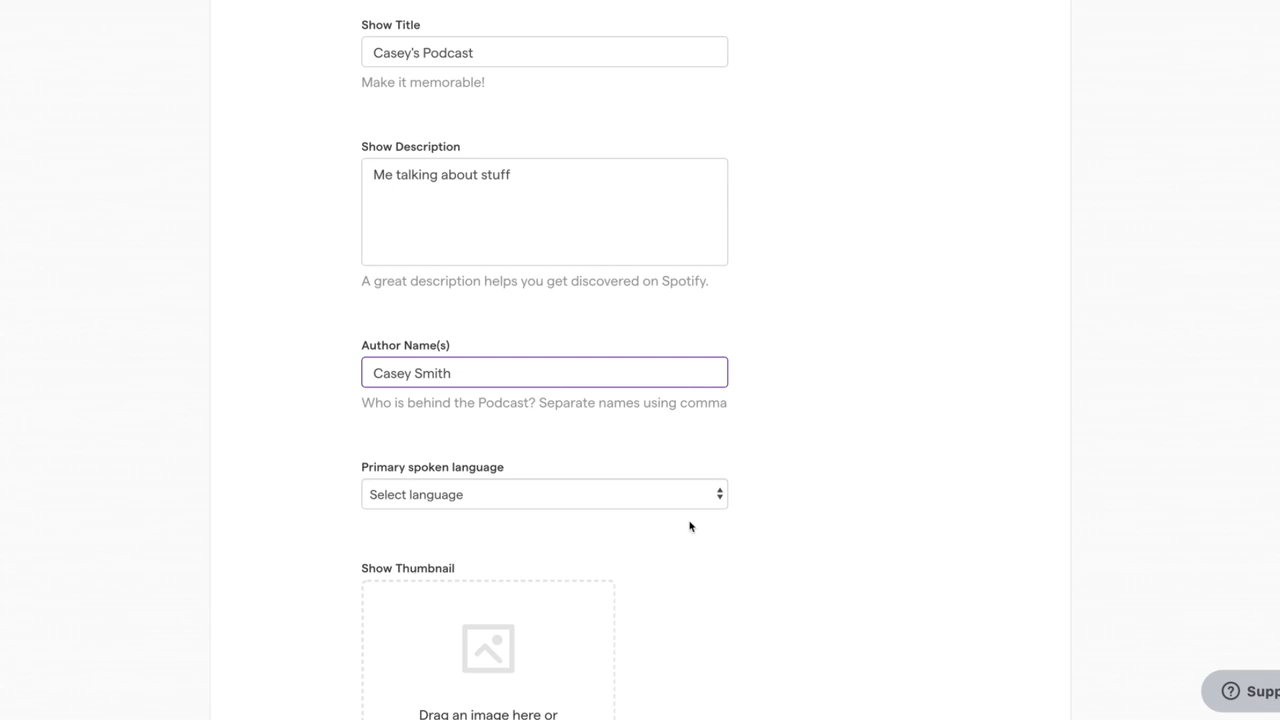 Show Title
Casey's Podcast
Make it memorable!
Show Description
Me talking about stuff
A great description helps you get discovered on Spotify.
Author Name(s)
Casey Smith
Who is behind the Podcast? Separate names using comma
Primary spoken language
Select language
Show Thumbnail
Drag an image here or
Supp